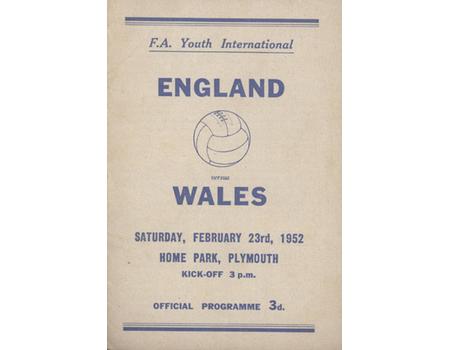 F.A. Youth International
ENGLAND
versus
WALES
SATURDAY, FEBRUARY 23rd, 1952
HOME PARK, PLYMOUTH
KICK-OFF 3 p.m.
OFFICIAL PROGRAMME 3d.